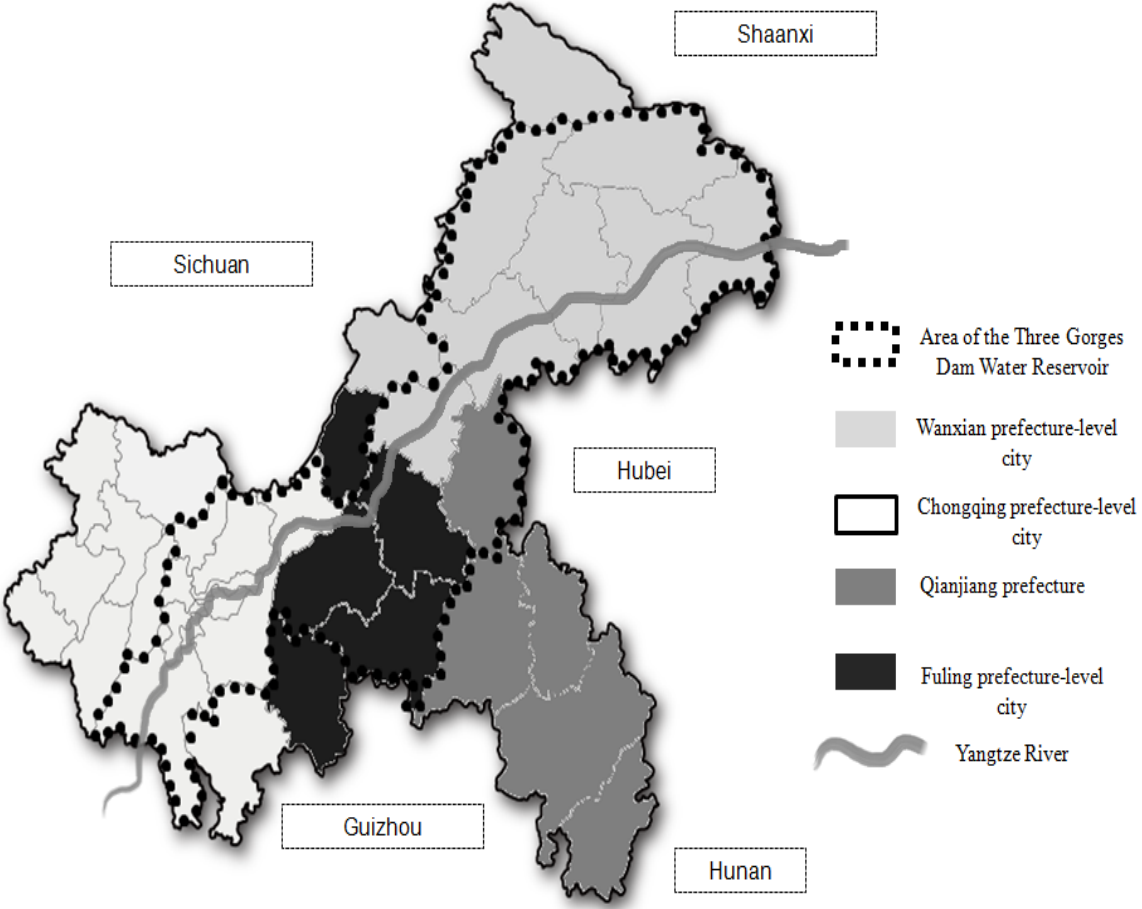 Shaanxi
Sichuan
Area of the Three Gorges
Dam Water Reservoir
Wanxian prefecture-level
city
Hubei
Chongqing prefecture-level
city
Qianjiang prefecture
Fuling prefecture-level
city
Yangtze River
Guizhou
Hunan